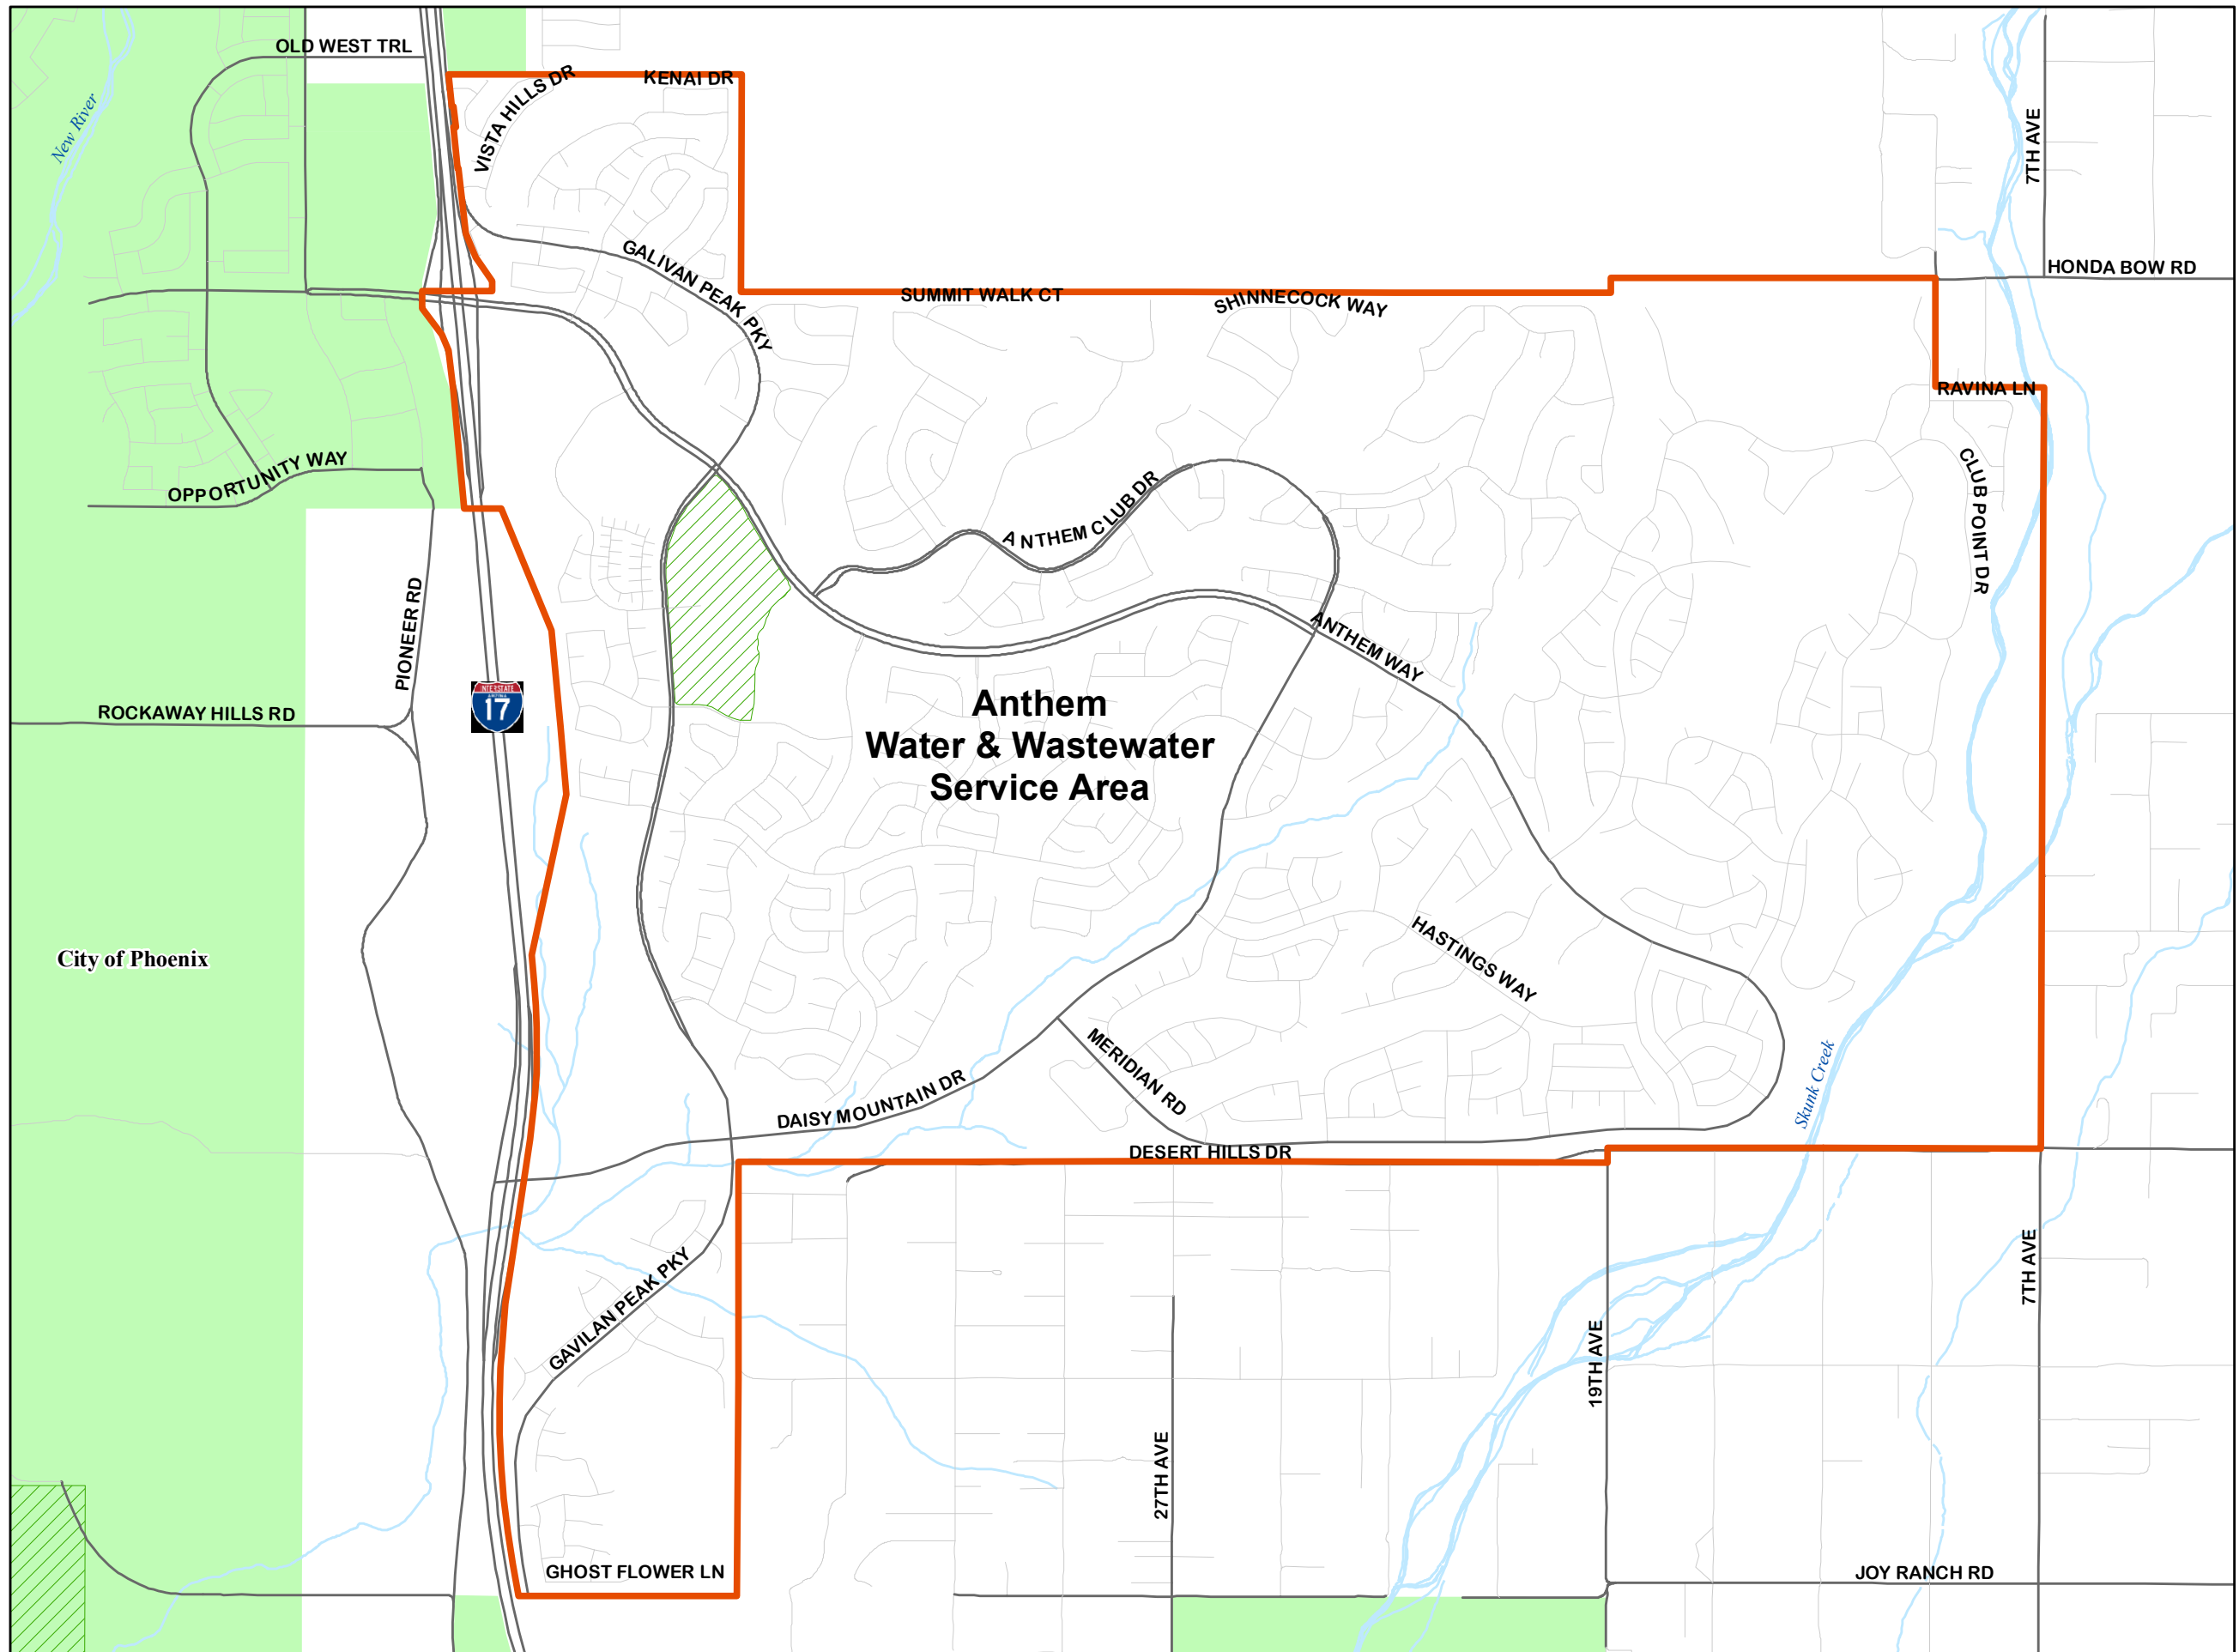 OLD WEST TRL
KENAI DR
VISTA HILLS DR
New River
7TH AVE
GALIVAN PEAK PKY
HONDA BOW RD
SUMMIT WALK CT
SHINNECOCK WAY
RAVINA LN
OPPORTUNITY WAY
CLUB POINT DR
ANTHEM CLUB DR
PIONEER RD
ANTHEM WAY
INTERSTATE
ARIZONA
17
ROCKAWAY HILLS RD
Anthem
Water & Wastewater
Service Area
City of Phoenix
HASTINGS WAY
MERIDIAN RD
Skunk Creek
DAISY MOUNTAIN DR
DESERT HILLS DR
GAVILAN PEAK PKY
7TH AVE
19TH AVE
27TH AVE
GHOST FLOWER LN
JOY RANCH RD